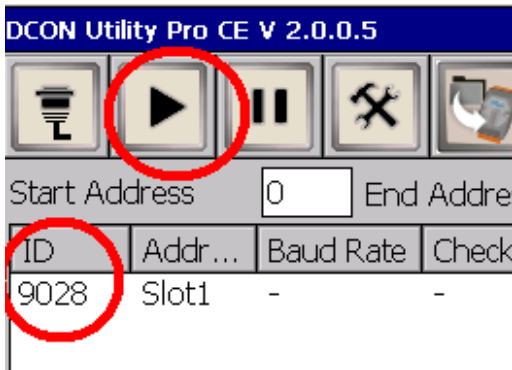 DCON Utility Pro CE V 2.0.0.5
Start Address 0 End Addre
ID Addr... Baud Rate Check
9028 Slot1 - -